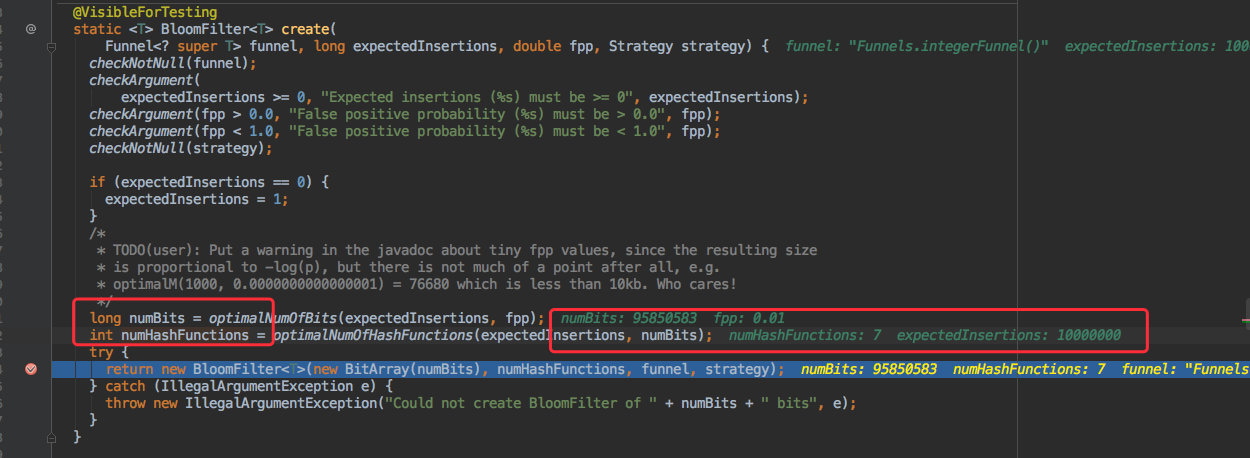 @VisibleForTesting
static <T> BloomFilter<T> create(
Funnel<? super T> funnel, long expectedInsertions, double fpp, Strategy strategy) { funnel: "Funnels.integerFunnel()" expectedInsertions: 100
checkNotNull(funnel);
checkArgument(
expectedInsertions >= 0, "Expected insertions (%s) must be >= 0", expectedInsertions);
checkArgument(fpp > 0.0, "False positive probability (%s) must be > 0.0", fpp);
checkArgument(fpp < 1.0, "False positive probability (%s) must be < 1.0", fpp);
checkNotNull(strategy);
if (expectedInsertions == 0) {
expectedInsertions = 1;
}
/*
* TODO(user): Put a warning in the javadoc about tiny fpp values, since the resulting size
* is proportional to -log(p), but there is not much of a point after all, e.g.
* optimalM(1000, 0.0000000000000001) = 76680 which is less than 10kb. Who cares!
*/
long numBits = optimalNumOfBits(expectedInsertions, fpp); numBits: 95850583 fpp: 0.01
int numHashFunctions = optimalNumOfHashFunctions(expectedInsertions, numBits); numHashFunctions: 7 expectedInsertions: 10000000
try {
return new BloomFilter<T>(new BitArray(numBits), numHashFunctions, funnel, strategy); numBits: 95850583 numHashFunctions: 7 funnel: "Funnels
} catch (IllegalArgumentException e) {
throw new IllegalArgumentException("Could not create BloomFilter of " + numBits + " bits", e);
}
}